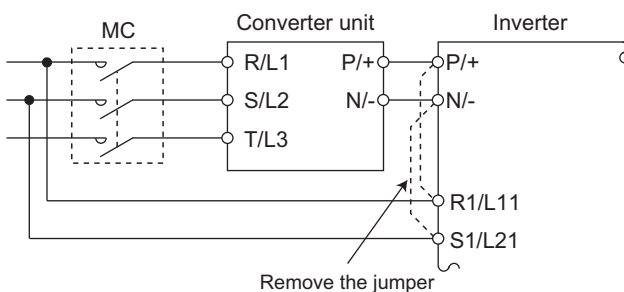 MC
Converter unit
Inverter
R/L1
P/+
P/+
S/L2
N/-
N/-
T/L3
R1/L11
S1/L21
Remove the jumper